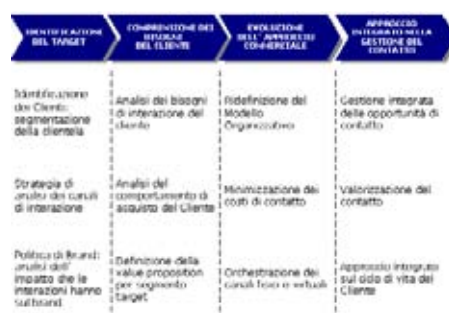 IDENTIFICAZIONE
DEL TARGET
COMPRENSIONE DEI
BISOGNI
DEL CLIENTE
EVOLUZIONE
DELL' APPROCCIO
COMMERCIALE
APPROCCIO
INTEGRATO NELLA
GESTIONE DEL
CONTATTO
Identificazione
dei Clienti:
segmentazione
della clientela
Analisi dei bisogni
di interazione del
cliente
Ridefinizione del
Modello
Organizzativo
Gestione integrata
delle opportunità di
contatto
Strategia di
analisi dei canali
di interazione
Analisi del
comportamento di
acquisto del Cliente
Minimizzazione dei
costi di contatto
Valorizzazione del
contatto
Politica di Brand:
analisi dell'
impatto che le
interazioni hanno
sul brand
Definizione della
value proposition
per segmento
target
Orchestrazione dei
canali fisici e virtuali
Approccio integrato
sul ciclo di vita del
Cliente